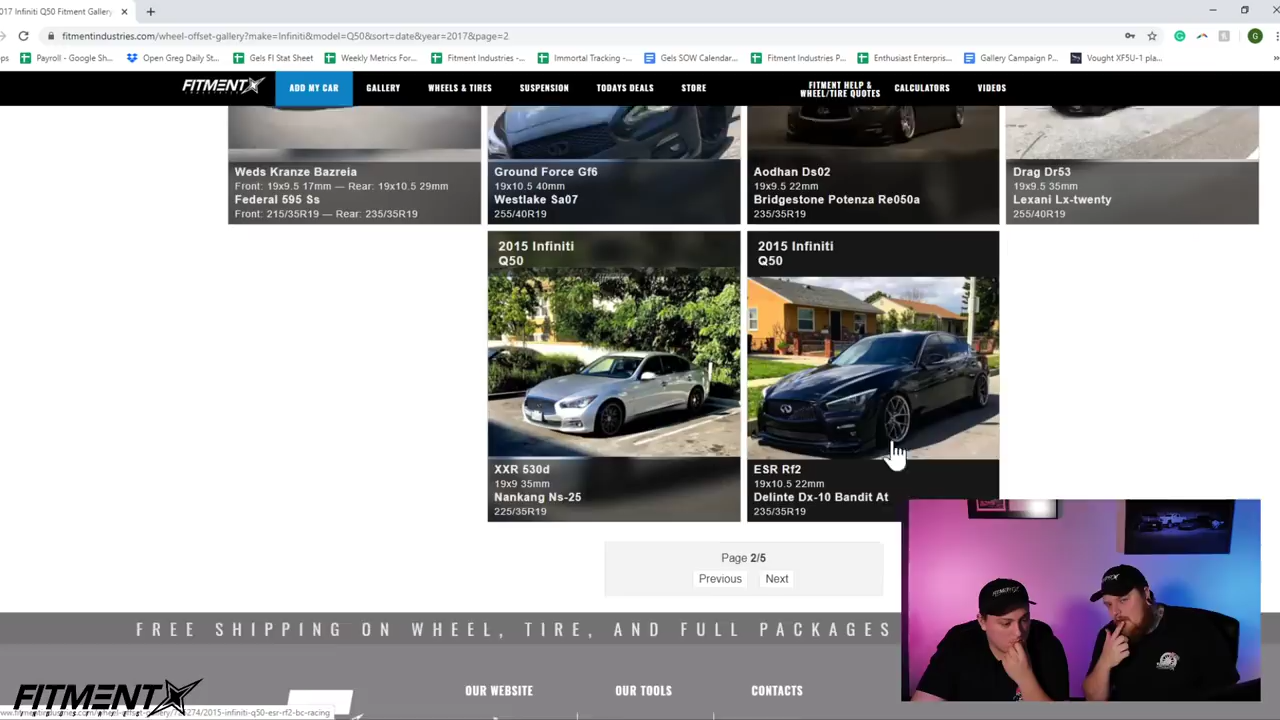 2017 Infiniti Q50 Fitment Gallery
fitmentindustries.com/wheel-offset-gallery?make=Infiniti&model=Q50&sort=date&year=2017&page=2
G
Payroll - Google Sh...
Open Greg Daily St...
Gels FI Stat Sheet
Weekly Metrics For...
Fitment Industries -...
Immortal Tracking -...
Gels SOW Calendar...
Fitment Industries P...
Enthusiast Enterpris...
Gallery Campaign P...
Vought XF5U-1 pla...
FITMENT
INDUSTRIES
ADD MY CAR
GALLERY
WHEELS & TIRES
SUSPENSION
TODAYS DEALS
STORE
FITMENT HELP &
WHEEL/TIRE QUOTES
CALCULATORS
VIDEOS
Weds Kranze Bazreia
Front: 19x9.5 17mm — Rear: 19x10.5 29mm
Federal 595 Ss
Front: 215/35R19 — Rear: 235/35R19
Ground Force Gf6
19x10.5 40mm
Westlake Sa07
255/40R19
Aodhan Ds02
19x9.5 22mm
Bridgestone Potenza Re050a
235/35R19
Drag Dr53
19x9.5 35mm
Lexani Lx-twenty
255/40R19
2015 Infiniti
Q50
XXR 530d
19x9 35mm
Nankang Ns-25
225/35R19
2015 Infiniti
Q50
ESR Rf2
19x10.5 22mm
Delinte Dx-10 Bandit At
235/35R19
Page 2/5
Previous
Next
FREE SHIPPING ON WHEEL, TIRE, AND FULL PACKAGES
OUR WEBSITE
OUR TOOLS
CONTACTS
FITMENT